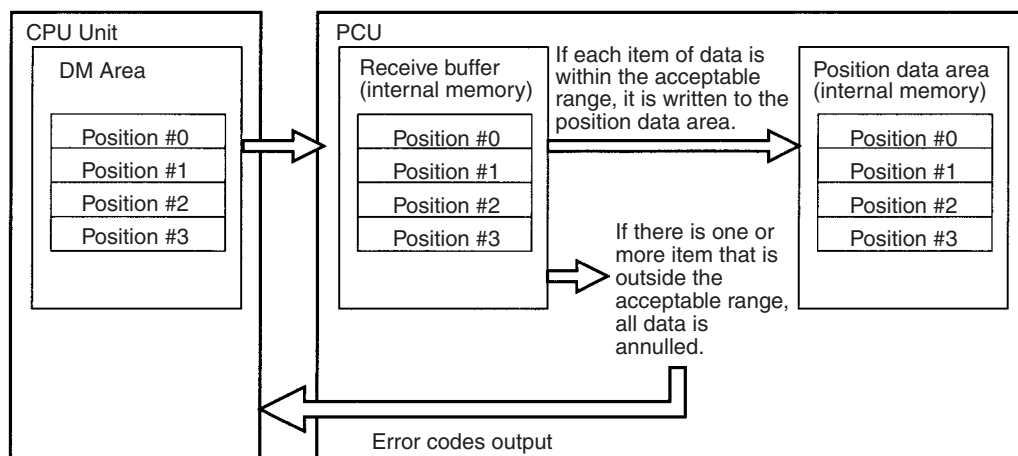 CPU Unit
DM Area
Position #0
Position #1
Position #2
Position #3
PCU
Receive buffer
(internal memory)
Position #0
Position #1
Position #2
Position #3
If each item of data is
within the acceptable
range, it is written to the
position data area.
If there is one or
more item that is
outside the
acceptable range,
all data is
annulled.
Position data area
(internal memory)
Position #0
Position #1
Position #2
Position #3
Error codes output